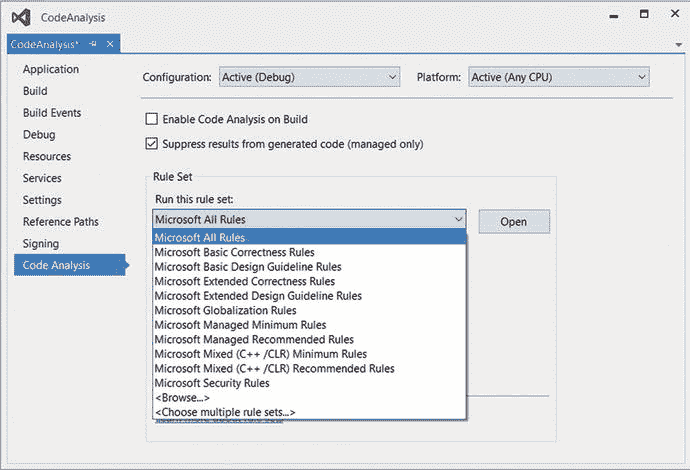 CodeAnalysis
CodeAnalysis*
Application
Build
Build Events
Debug
Resources
Services
Settings
Reference Paths
Signing
Code Analysis
Configuration: Active (Debug) Platform: Active (Any CPU)
Enable Code Analysis on Build
Suppress results from generated code (managed only)
Rule Set
Run this rule set:
Microsoft All Rules Open
Microsoft All Rules
Microsoft Basic Correctness Rules
Microsoft Basic Design Guideline Rules
Microsoft Extended Correctness Rules
Microsoft Extended Design Guideline Rules
Microsoft Globalization Rules
Microsoft Managed Minimum Rules
Microsoft Managed Recommended Rules
Microsoft Mixed (C++ /CLR) Minimum Rules
Microsoft Mixed (C++ /CLR) Recommended Rules
Microsoft Security Rules
<Browse...>
<Choose multiple rule sets...>